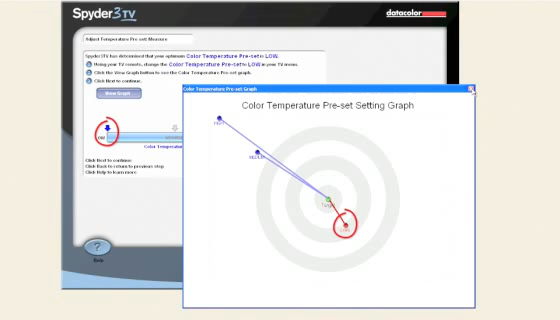 Spyder3TV
datacolor
Adjust Temperature Pre-set Measure
Spyder3TV has determined that your optimum Color Temperature Pre-set is LOW.
Using your TV remote, change the Color Temperature Pre-set to LOW in your TV menu.
Click the View Graph button to see the Color Temperature Pre-set graph.
Click Next to continue.
View Graph
LOW
Color Temperatur
Click Next to continue
Click Back to return to previous step
Click Help to learn more
?
Help
Color Temperature Pre-set Graph
Color Temperature Pre-set Setting Graph
HIGH
MEDIUM
Target